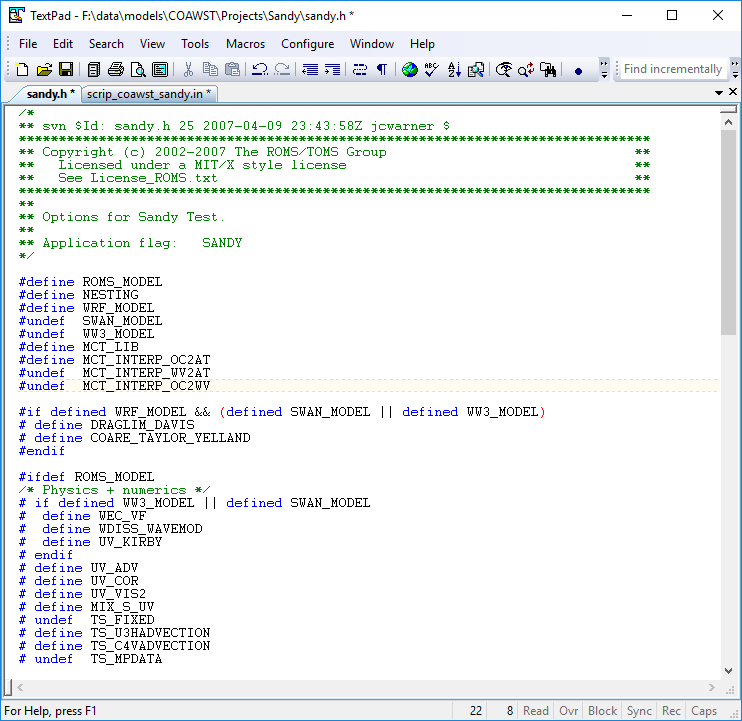 TextPad - F:\data\models\COAWST\Projects\Sandy\sandy.h *
File Edit Search View Tools Macros Configure Window Help
Find incrementally
sandy.h * scrip_coawst_sandy.in *
/*
** svn $Id: sandy.h 25 2007-04-09 23:43:58Z jcwarner $
*******************************************************************************
** Copyright (c) 2002-2007 The ROMS/TOMS Group                               **
**   Licensed under a MIT/X style license                                    **
**   See License_ROMS.txt                                                    **
*******************************************************************************
**
** Options for Sandy Test.
**
** Application flag:   SANDY
*/
#define ROMS_MODEL
#define NESTING
#define WRF_MODEL
#undef  SWAN_MODEL
#undef  WW3_MODEL
#define MCT_LIB
#define MCT_INTERP_OC2AT
#undef  MCT_INTERP_WV2AT
#undef  MCT_INTERP_OC2WV
#if defined WRF_MODEL && (defined SWAN_MODEL || defined WW3_MODEL)
# define DRAGLIM_DAVIS
# define COARE_TAYLOR_YELLAND
#endif
#ifdef ROMS_MODEL
/* Physics + numerics */
# if defined WW3_MODEL || defined SWAN_MODEL
#  define WEC_VF
#  define WDISS_WAVEMOD
#  define UV_KIRBY
# endif
# define UV_ADV
# define UV_COR
# define UV_VIS2
# define MIX_S_UV
# undef  TS_FIXED
# define TS_U3HADVECTION
# define TS_C4VADVECTION
# undef  TS_MPDATA
For Help, press F1 22 8 Read Ovr Block Sync Rec Caps